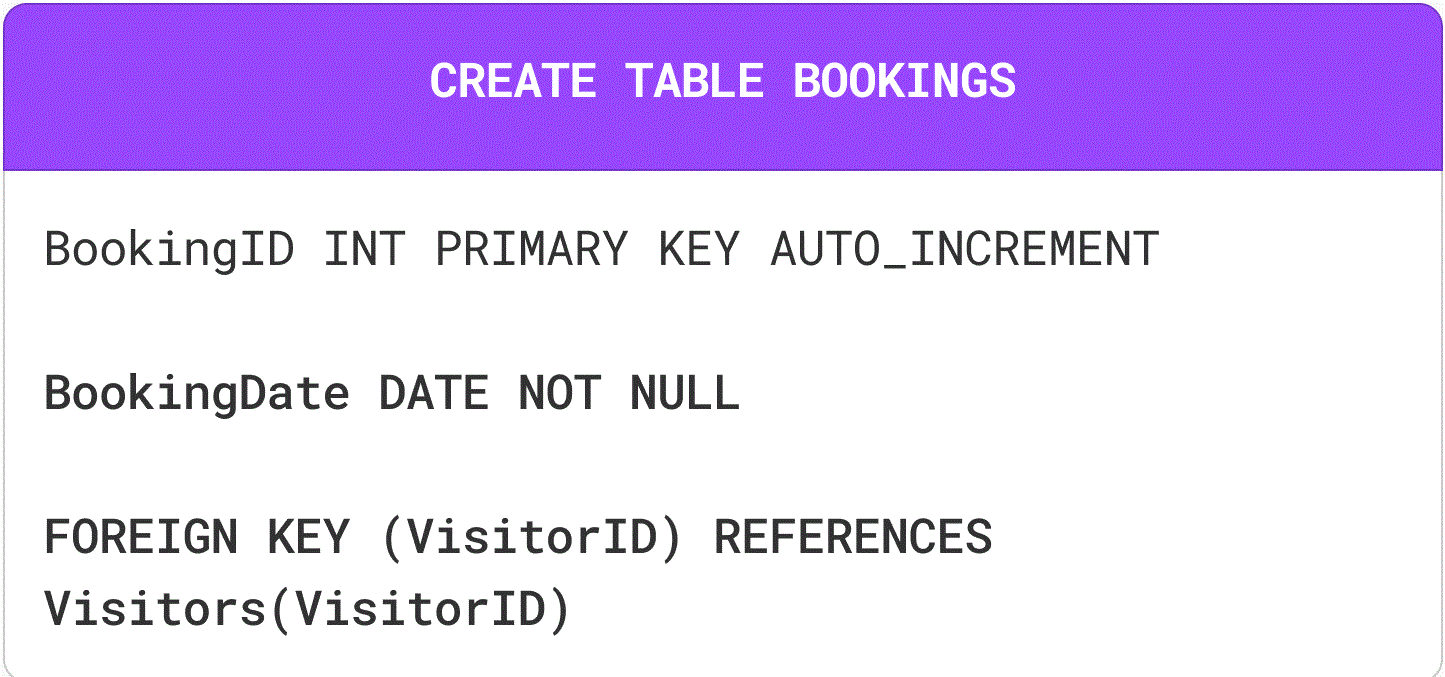 CREATE TABLE BOOKINGS
BookingID INT PRIMARY KEY AUTO_INCREMENT
BookingDate DATE NOT NULL
FOREIGN KEY (VisitorID) REFERENCES
Visitors(VisitorID)